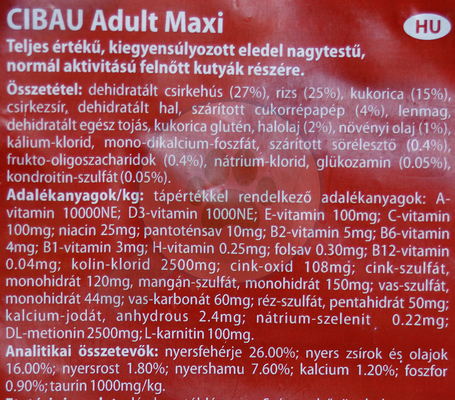 CIBAU Adult Maxi
HU
Teljes értékű, kiegyensúlyozott eledel nagytestű,
normál aktivitású felnőtt kutyák részére.
Összetétel: dehidratált csirkehús (27%), rizs (25%), kukorica (15%),
csirkezsír, dehidratált hal, szárított cukorrépapép (4%), lenmag,
dehidratált egész tojás, kukorica glutén, halolaj (2%), növényi olaj (1%),
kálium-klorid, mono-dikalcium-foszfát, szárított sörélesztő (0.4%),
frukto-oligoszacharidok (0.4%), nátrium-klorid, glükozamin (0.05%),
kondroitin-szulfát (0.05%).
Adalékanyagok/kg: tápértékkel rendelkező adalékanyagok: A-
vitamin 10000NE; D3-vitamin 1000NE; E-vitamin 100mg; C-vitamin
100mg; niacin 25mg; pantoténsav 10mg; B2-vitamin 5mg; B6-vitamin
4mg; B1-vitamin 3mg; H-vitamin 0.25mg; folsav 0.30mg; B12-vitamin
0.04mg; kolin-klorid 2500mg; cink-oxid 108mg; cink-szulfát,
monohidrát 120mg, mangán-szulfát, monohidrát 150mg; vas-szulfát,
monohidrát 44mg; vas-karbonát 60mg; réz-szulfát, pentahidrát 50mg;
kalcium-jodát, anhydrous 2.4mg; nátrium-szelenit 0.22mg;
DL-metionin 2500mg; L-karnitin 100mg.
Analitikai összetevők: nyersfehérje 26.00%; nyers zsírok és olajok
16.00%; nyersrost 1.80%; nyershamu 7.60%; kalcium 1.20%; foszfor
0.90%; taurin 1000mg/kg.